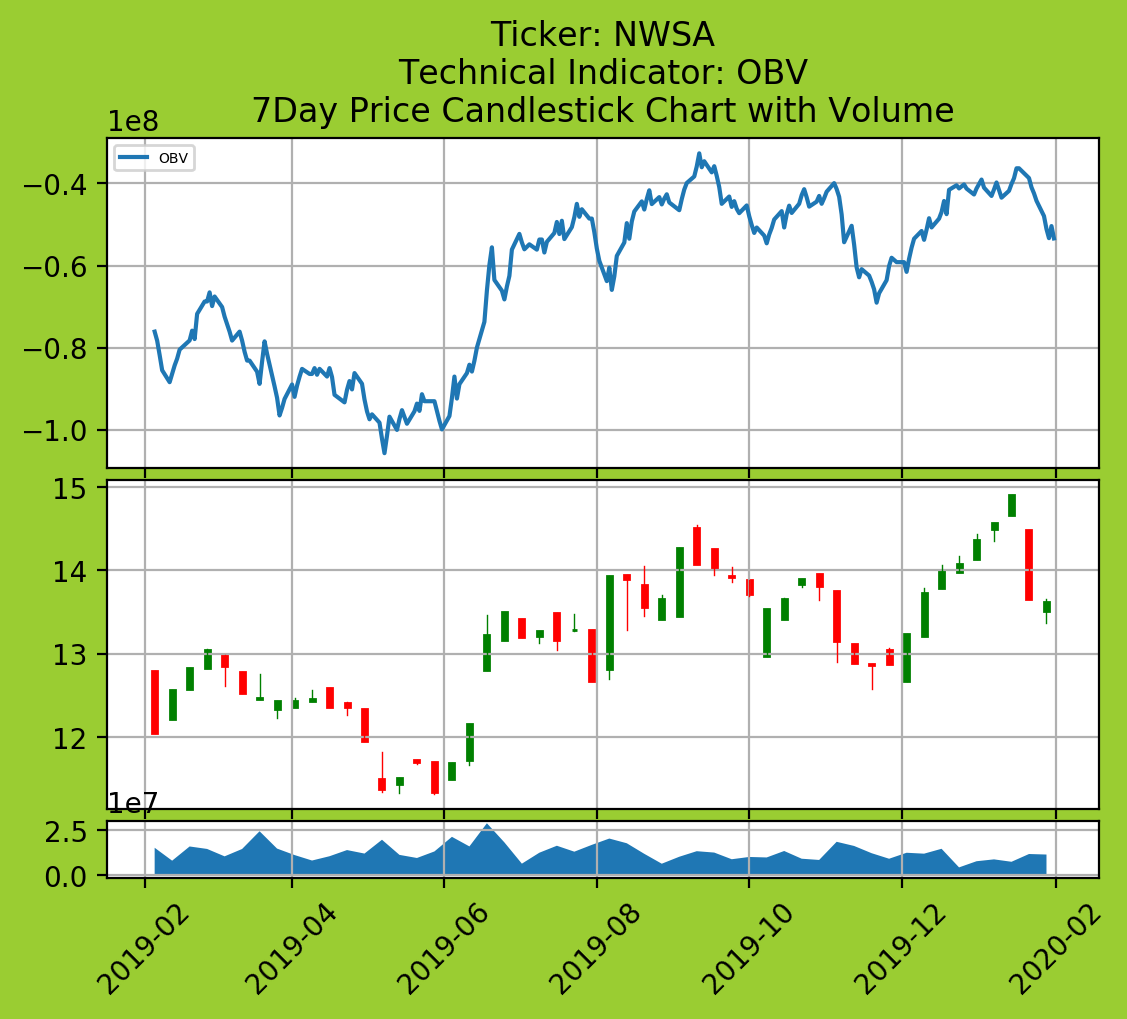 Ticker: NWSA
Technical Indicator: OBV
7Day Price Candlestick Chart with Volume
1e8
OBV
−0.4
−0.6
−0.8
−1.0
15
14
13
12
1e7
2.5
0.0
2019-02
2019-04
2019-06
2019-08
2019-10
2019-12
2020-02